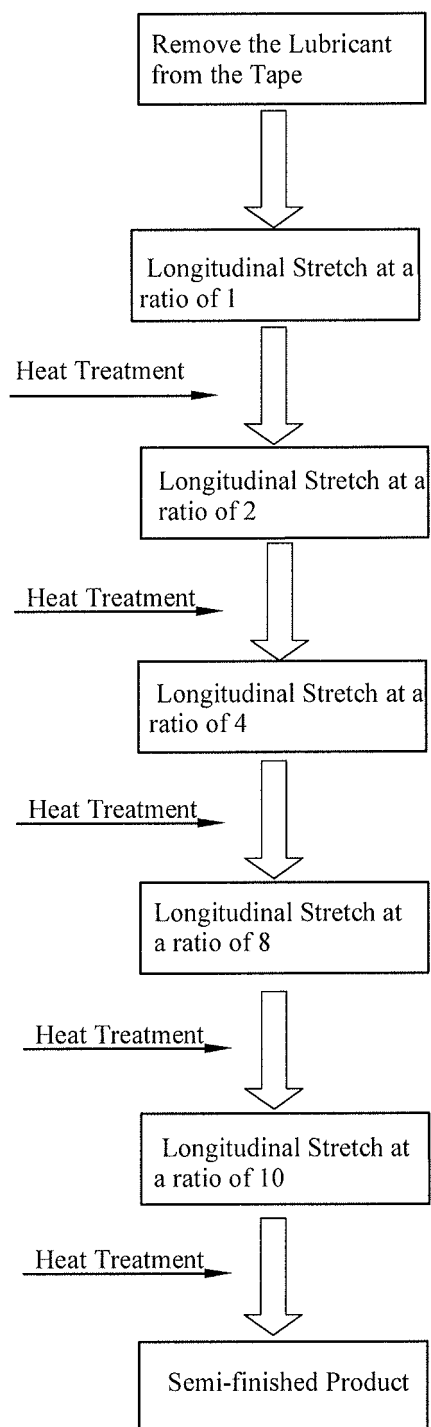 Remove the Lubricant
from the Tape
Longitudinal Stretch at a
ratio of 1
Heat Treatment
Longitudinal Stretch at a
ratio of 2
Heat Treatment
Longitudinal Stretch at a
ratio of 4
Heat Treatment
Longitudinal Stretch at
a ratio of 8
Heat Treatment
Longitudinal Stretch at
a ratio of 10
Heat Treatment
Semi-finished Product